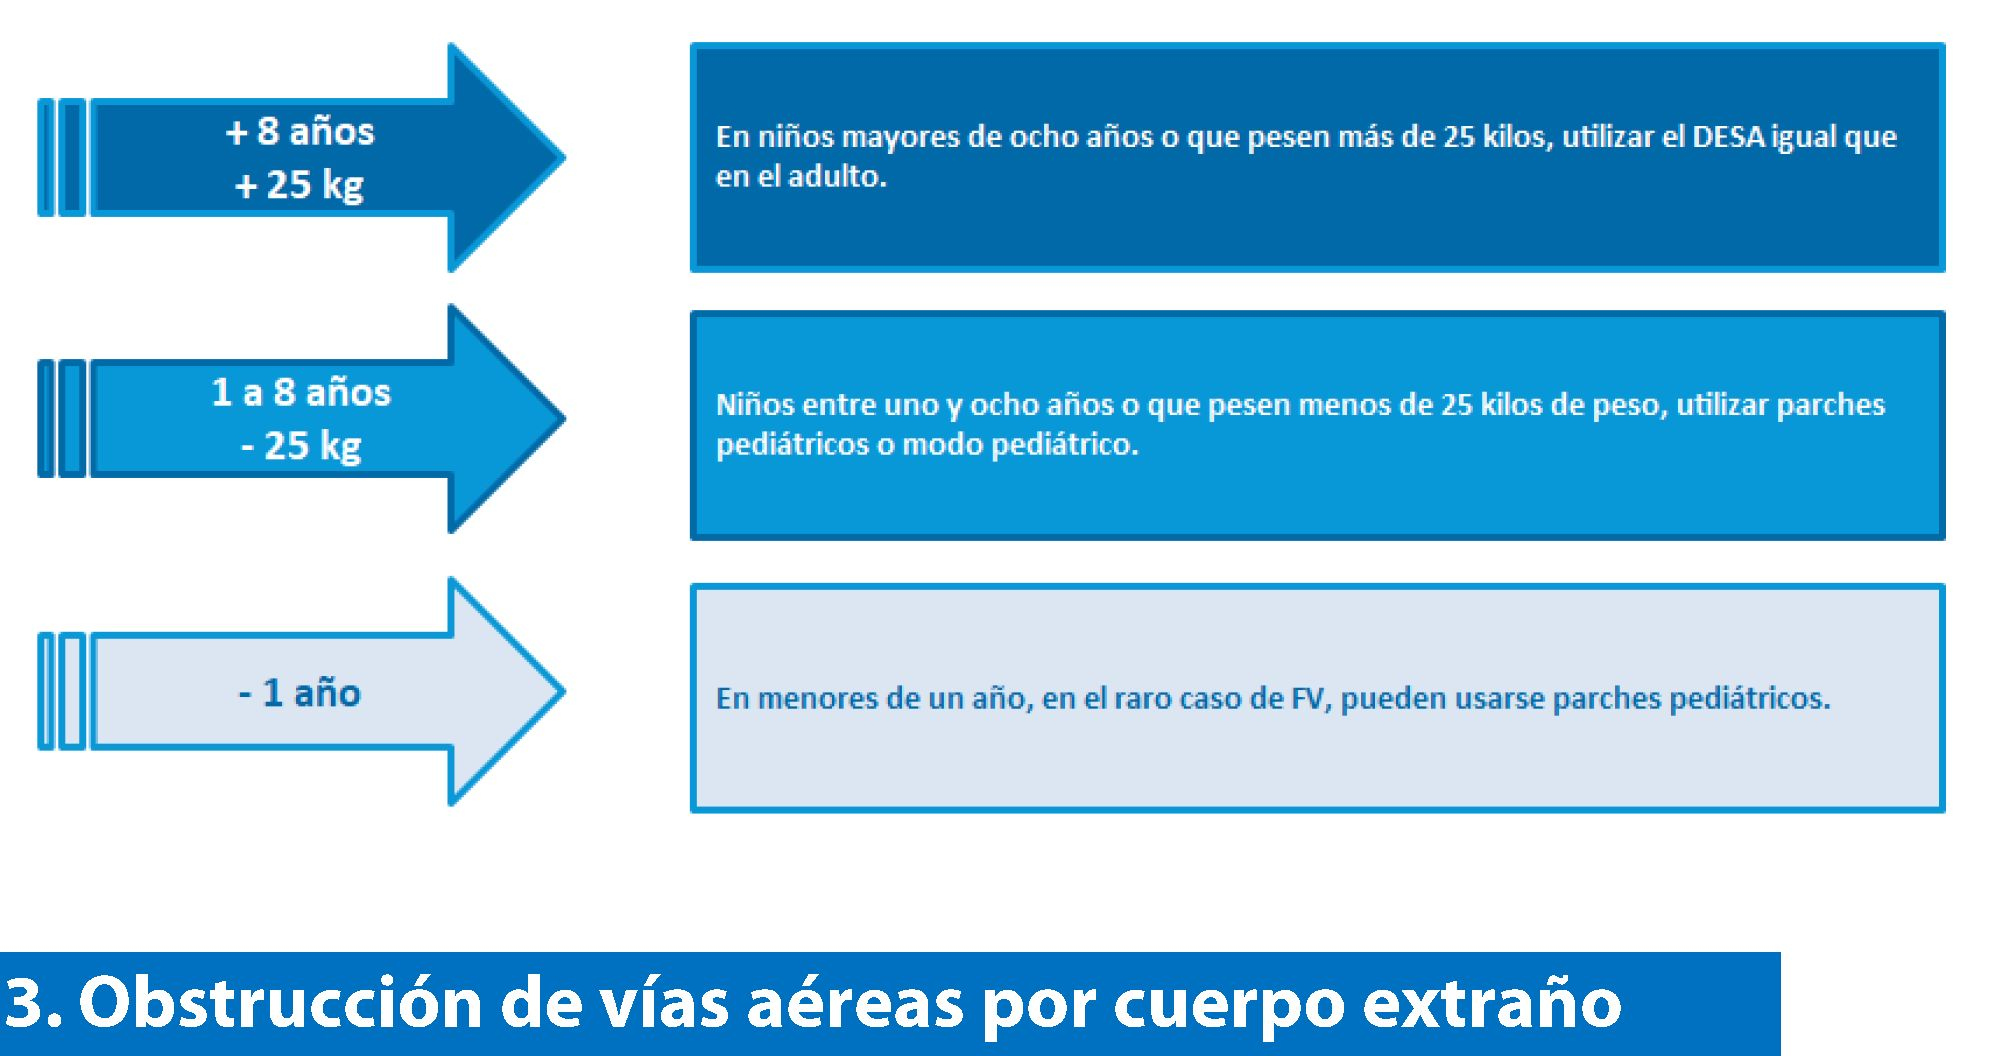 + 8 años
+ 25 kg
En niños mayores de ocho años o que pesen más de 25 kilos, utilizar el DESA igual que
en el adulto.
1 a 8 años
- 25 kg
Niños entre uno y ocho años o que pesen menos de 25 kilos de peso, utilizar parches
pediátricos o modo pediátrico.
- 1 año
En menores de un año, en el raro caso de FV, pueden usarse parches pediátricos.
3. Obstrucción de vías aéreas por cuerpo extraño